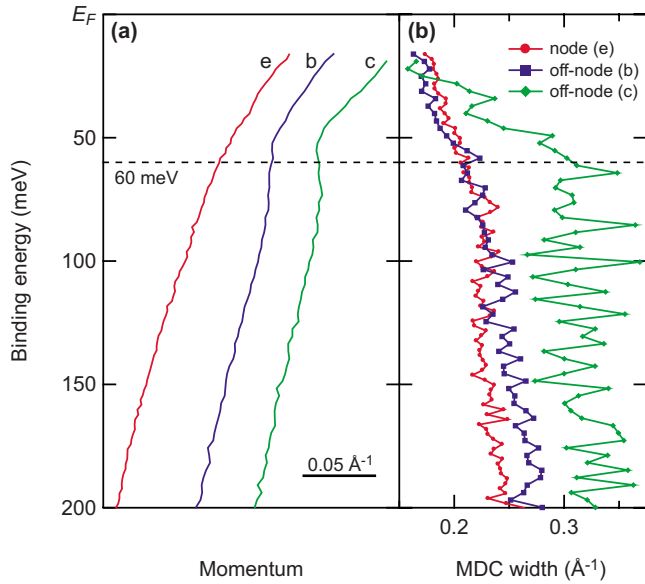 E_F
(a)
(b)
e
b
c
node (e)
off-node (b)
off-node (c)
50
60 meV
100
150
200
Binding energy (meV)
0.05 Å⁻¹
0.2
0.3
Momentum
MDC width (Å⁻¹)